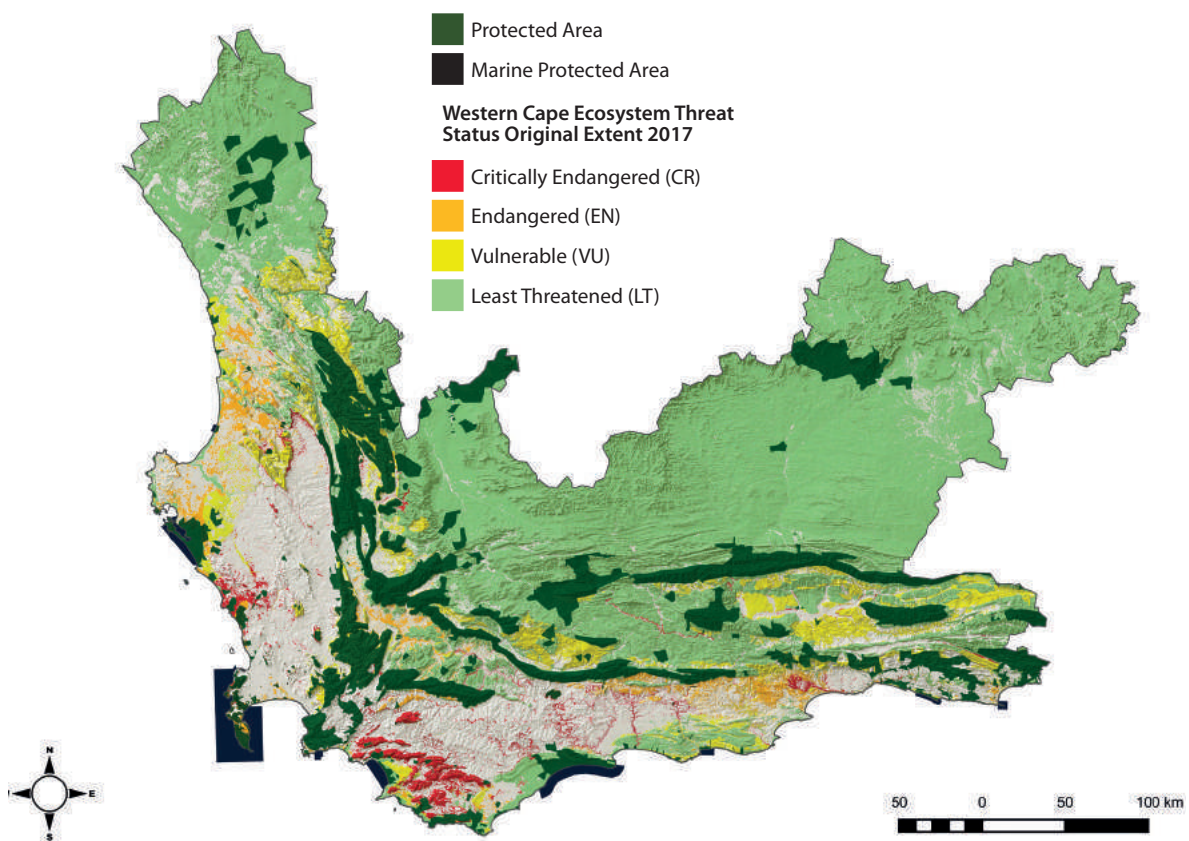 Protected Area
Marine Protected Area
Western Cape Ecosystem Threat
Status Original Extent 2017
Critically Endangered (CR)
Endangered (EN)
Vulnerable (VU)
Least Threatened (LT)
N
E
S
50 0 50 100 km